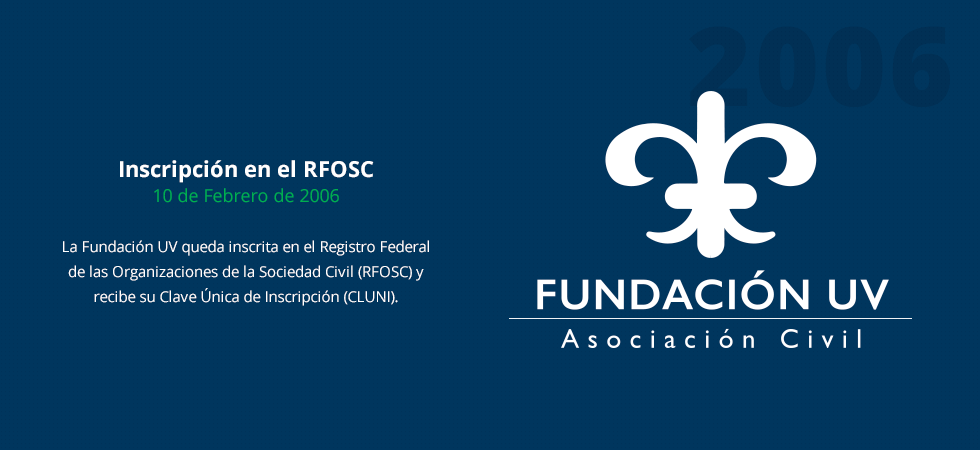 2006
Inscripción en el RFOSC
10 de Febrero de 2006
La Fundación UV queda inscrita en el Registro Federal
de las Organizaciones de la Sociedad Civil (RFOSC) y
recibe su Clave Única de Inscripción (CLUNI).
FUNDACIÓN UV
Asociación Civil